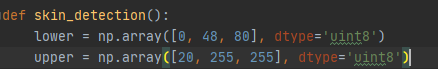 def skin_detection():
lower = np.array([0, 48, 80], dtype='uint8')
upper = np.array([20, 255, 255], dtype='uint8')